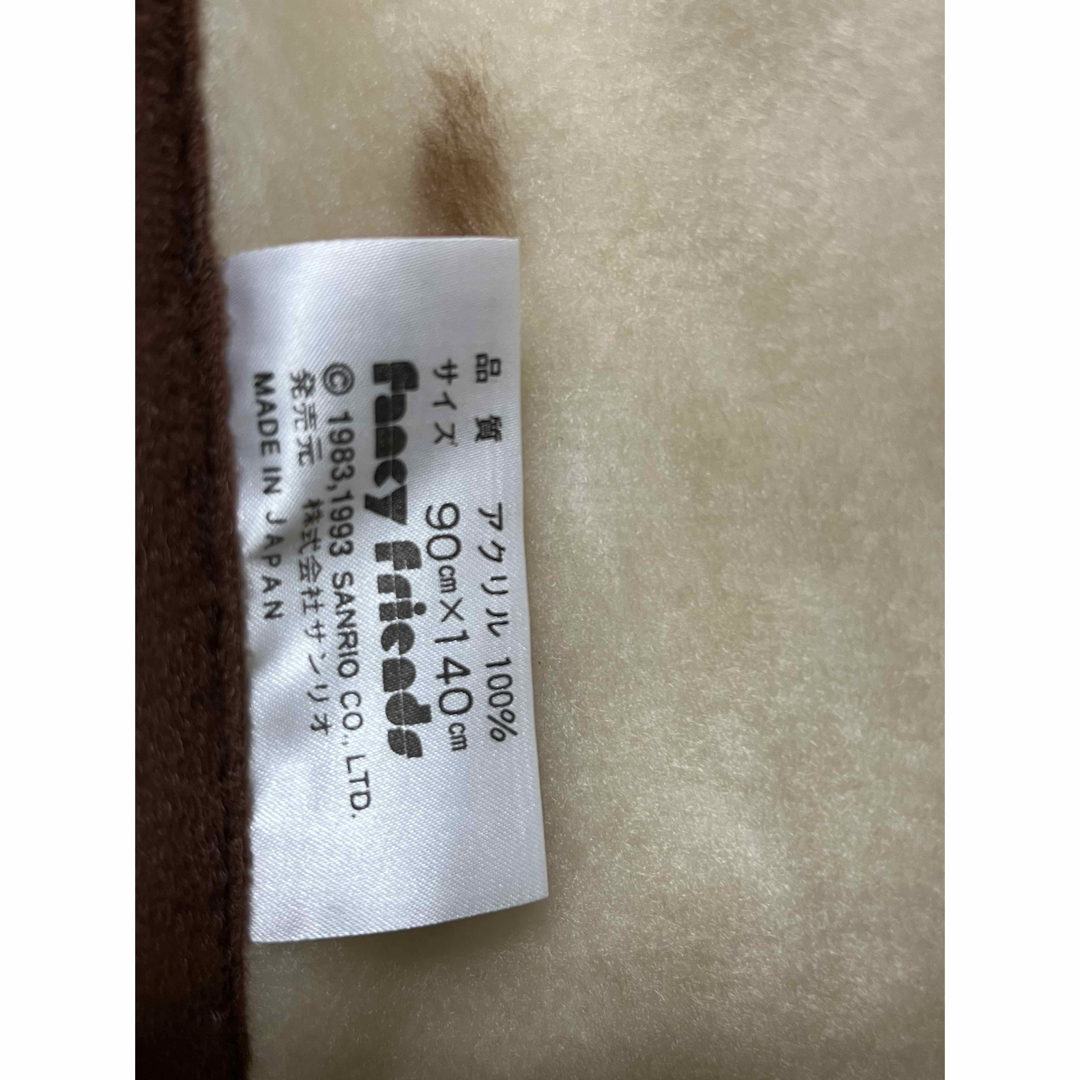 品 質 アクリル 100%
サイズ 90㎝×140㎝
fancy friends
© 1983,1993 SANRIO CO., LTD.
発売元 株式会社サンリオ
MADE IN JAPAN